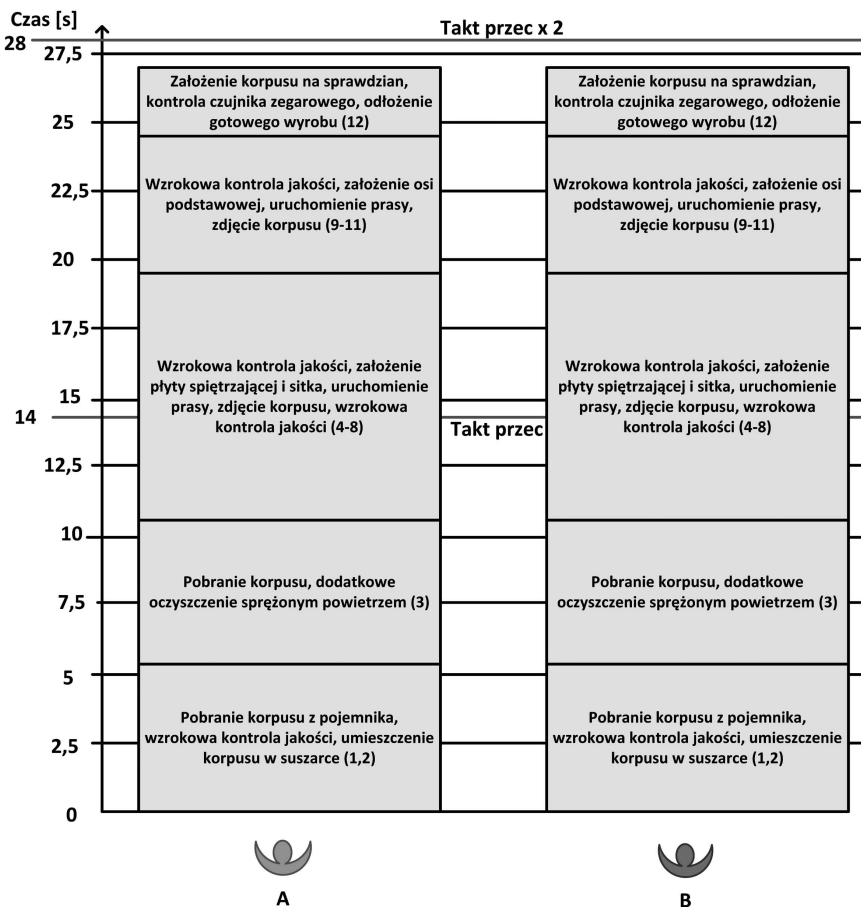 Czas [s]
Takt przec x 2
28
27,5
25
22,5
20
17,5
15
14
12,5
10
7,5
5
2,5
0
Założenie korpusu na sprawdzian,
kontrola czujnika zegarowego, odłożenie
gotowego wyrobu (12)
Wzrokowa kontrola jakości, założenie osi
podstawowej, uruchomienie prasy,
zdjęcie korpusu (9-11)
Wzrokowa kontrola jakości, założenie
płyty spiętrzającej i sitka, uruchomienie
prasy, zdjęcie korpusu, wzrokowa
kontrola jakości (4-8)
Pobranie korpusu, dodatkowe
oczyszczenie sprężonym powietrzem (3)
Pobranie korpusu z pojemnika,
wzrokowa kontrola jakości, umieszczenie
korpusu w suszarce (1,2)
A
Takt przec
Założenie korpusu na sprawdzian,
kontrola czujnika zegarowego, odłożenie
gotowego wyrobu (12)
Wzrokowa kontrola jakości, założenie osi
podstawowej, uruchomienie prasy,
zdjęcie korpusu (9-11)
Wzrokowa kontrola jakości, założenie
płyty spiętrzającej i sitka, uruchomienie
prasy, zdjęcie korpusu, wzrokowa
kontrola jakości (4-8)
Pobranie korpusu, dodatkowe
oczyszczenie sprężonym powietrzem (3)
Pobranie korpusu z pojemnika,
wzrokowa kontrola jakości, umieszczenie
korpusu w suszarce (1,2)
B